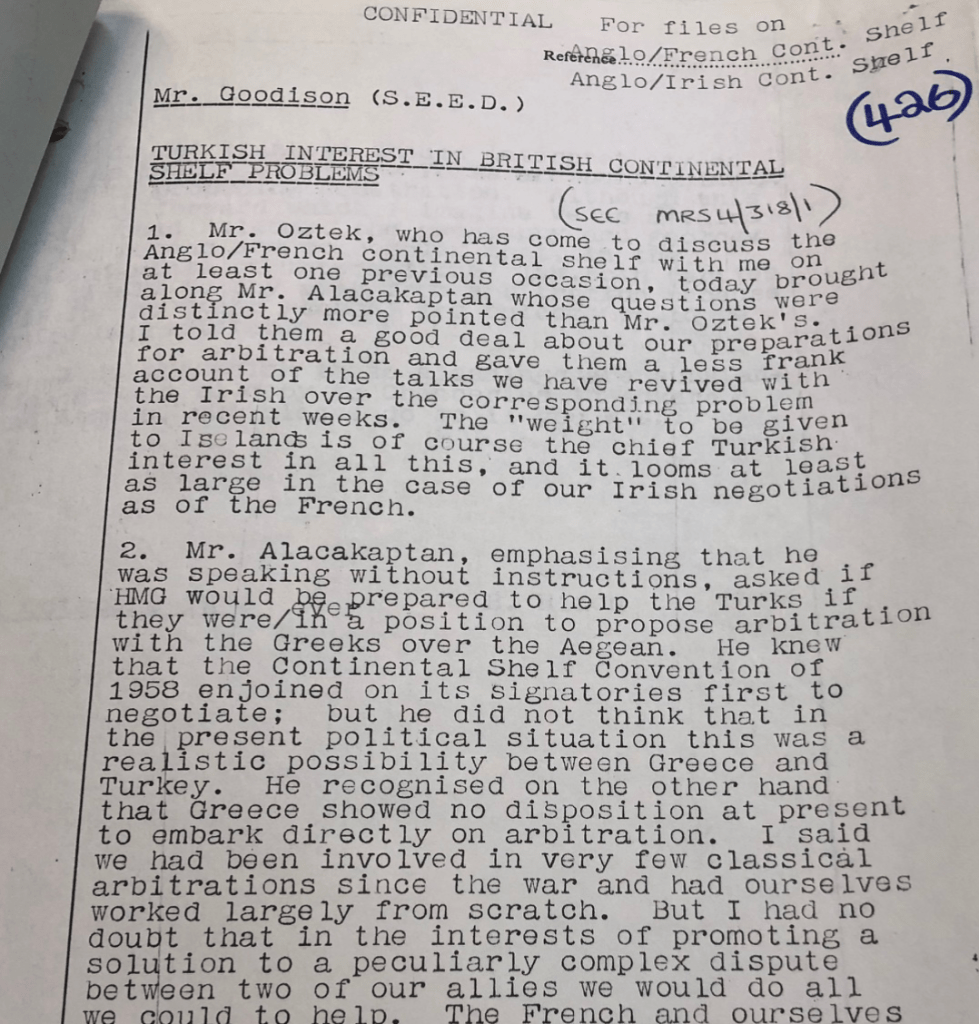 CONFIDENTIAL For files on
Reference Anglo/French Cont. Shelf
Anglo/Irish Cont. Shelf.
(426)
Mr. Goodison (S.E.E.D.)
TURKISH INTEREST IN BRITISH CONTINENTAL
SHELF PROBLEMS
(SEE MRS4/318/1)
1. Mr. Oztek, who has come to discuss the
Anglo/French continental shelf with me on
at least one previous occasion, today brought
along Mr. Alacakaptan whose questions were
distinctly more pointed than Mr. Oztek's.
I told them a good deal about our preparations
for arbitration and gave them a less frank
account of the talks we have revived with
the Irish over the corresponding problem
in recent weeks. The "weight" to be given
to Iselands is of course the chief Turkish
interest in all this, and it looms at least
as large in the case of our Irish negotiations
as of the French.
2. Mr. Alacakaptan, emphasising that he
was speaking without instructions, asked if
HMG would be prepared to help the Turks if
ever
they were/in a position to propose arbitration
with the Greeks over the Aegean. He knew
that the Continental Shelf Convention of
1958 enjoined on its signatories first to
negotiate; but he did not think that in
the present political situation this was a
realistic possibility between Greece and
Turkey. He recognised on the other hand
that Greece showed no disposition at present
to embark directly on arbitration. I said
we had been involved in very few classical
arbitrations since the war and had ourselves
worked largely from scratch. But I had no
doubt that in the interests of promoting a
solution to a peculiarly complex dispute
between two of our allies we would do all
we could to help. The French and ourselves